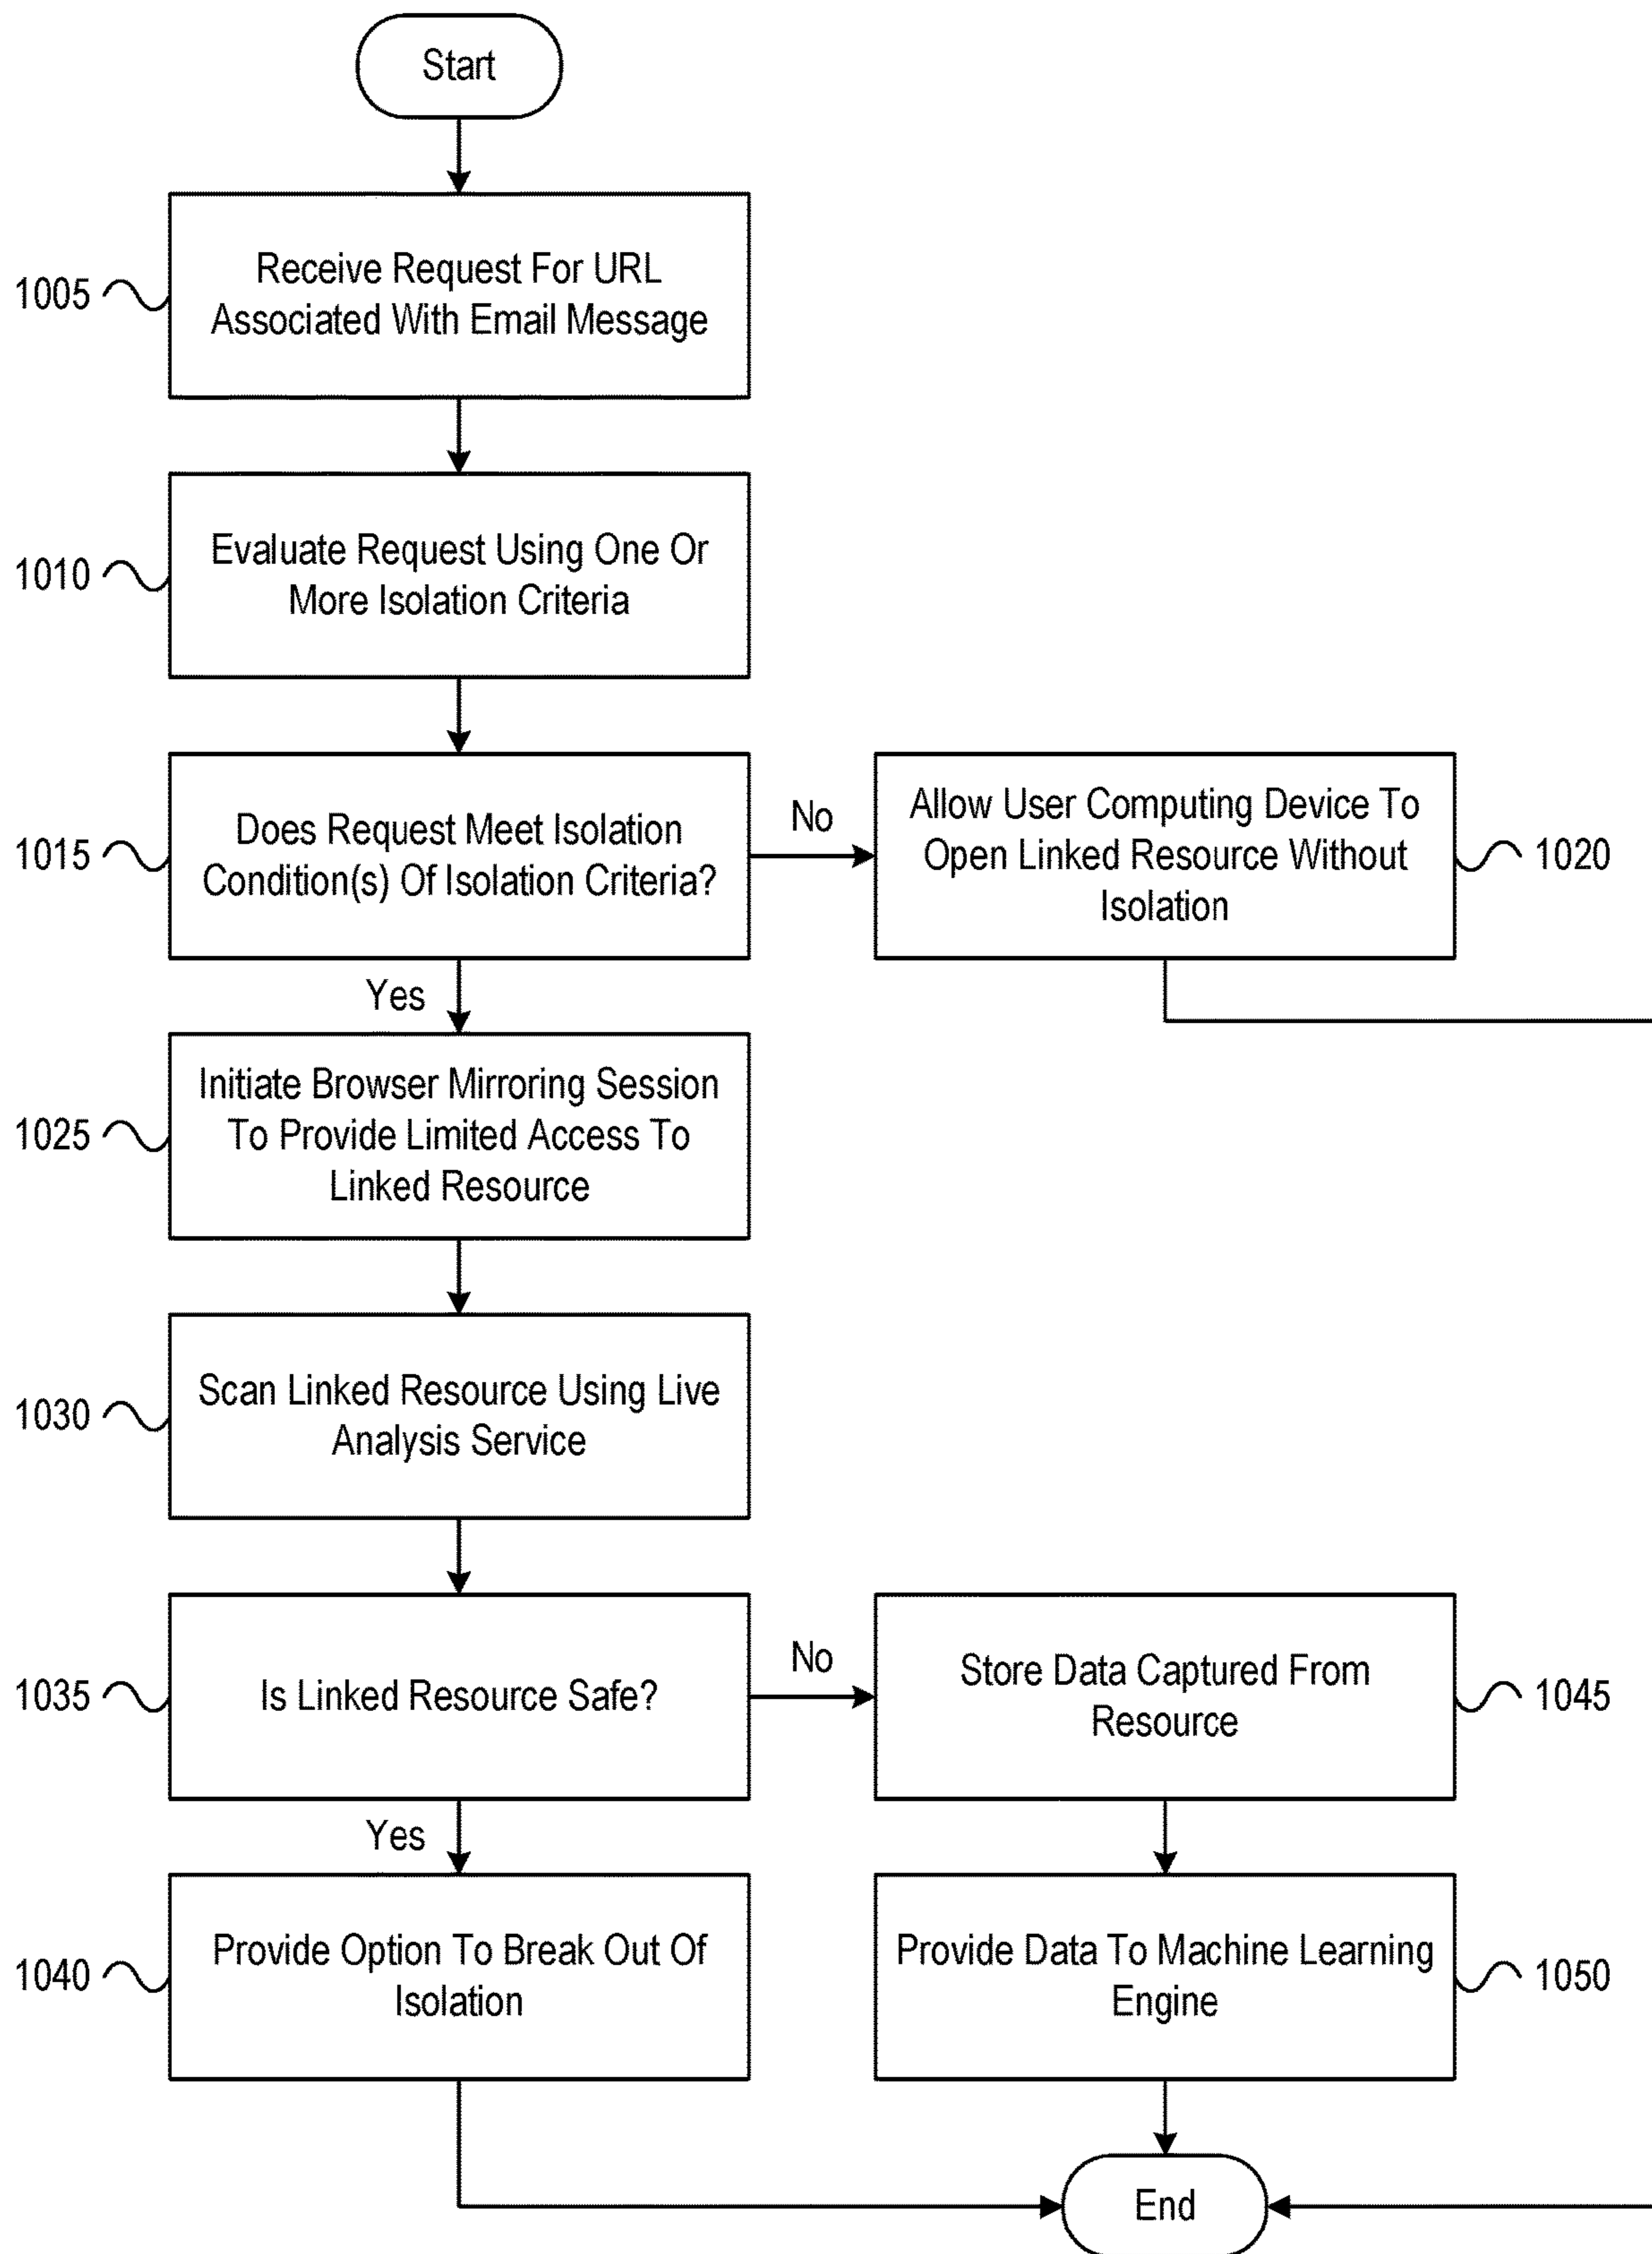 Start
Receive Request For URL
Associated With Email Message
1005
Evaluate Request Using One Or
More Isolation Criteria
1010
Does Request Meet Isolation
Condition(s) Of Isolation Criteria?
1015
No
Allow User Computing Device To
Open Linked Resource Without
Isolation
1020
Yes
Initiate Browser Mirroring Session
To Provide Limited Access To
Linked Resource
1025
Scan Linked Resource Using Live
Analysis Service
1030
Is Linked Resource Safe?
1035
No
Store Data Captured From
Resource
1045
Yes
Provide Option To Break Out Of
Isolation
1040
Provide Data To Machine Learning
Engine
1050
End